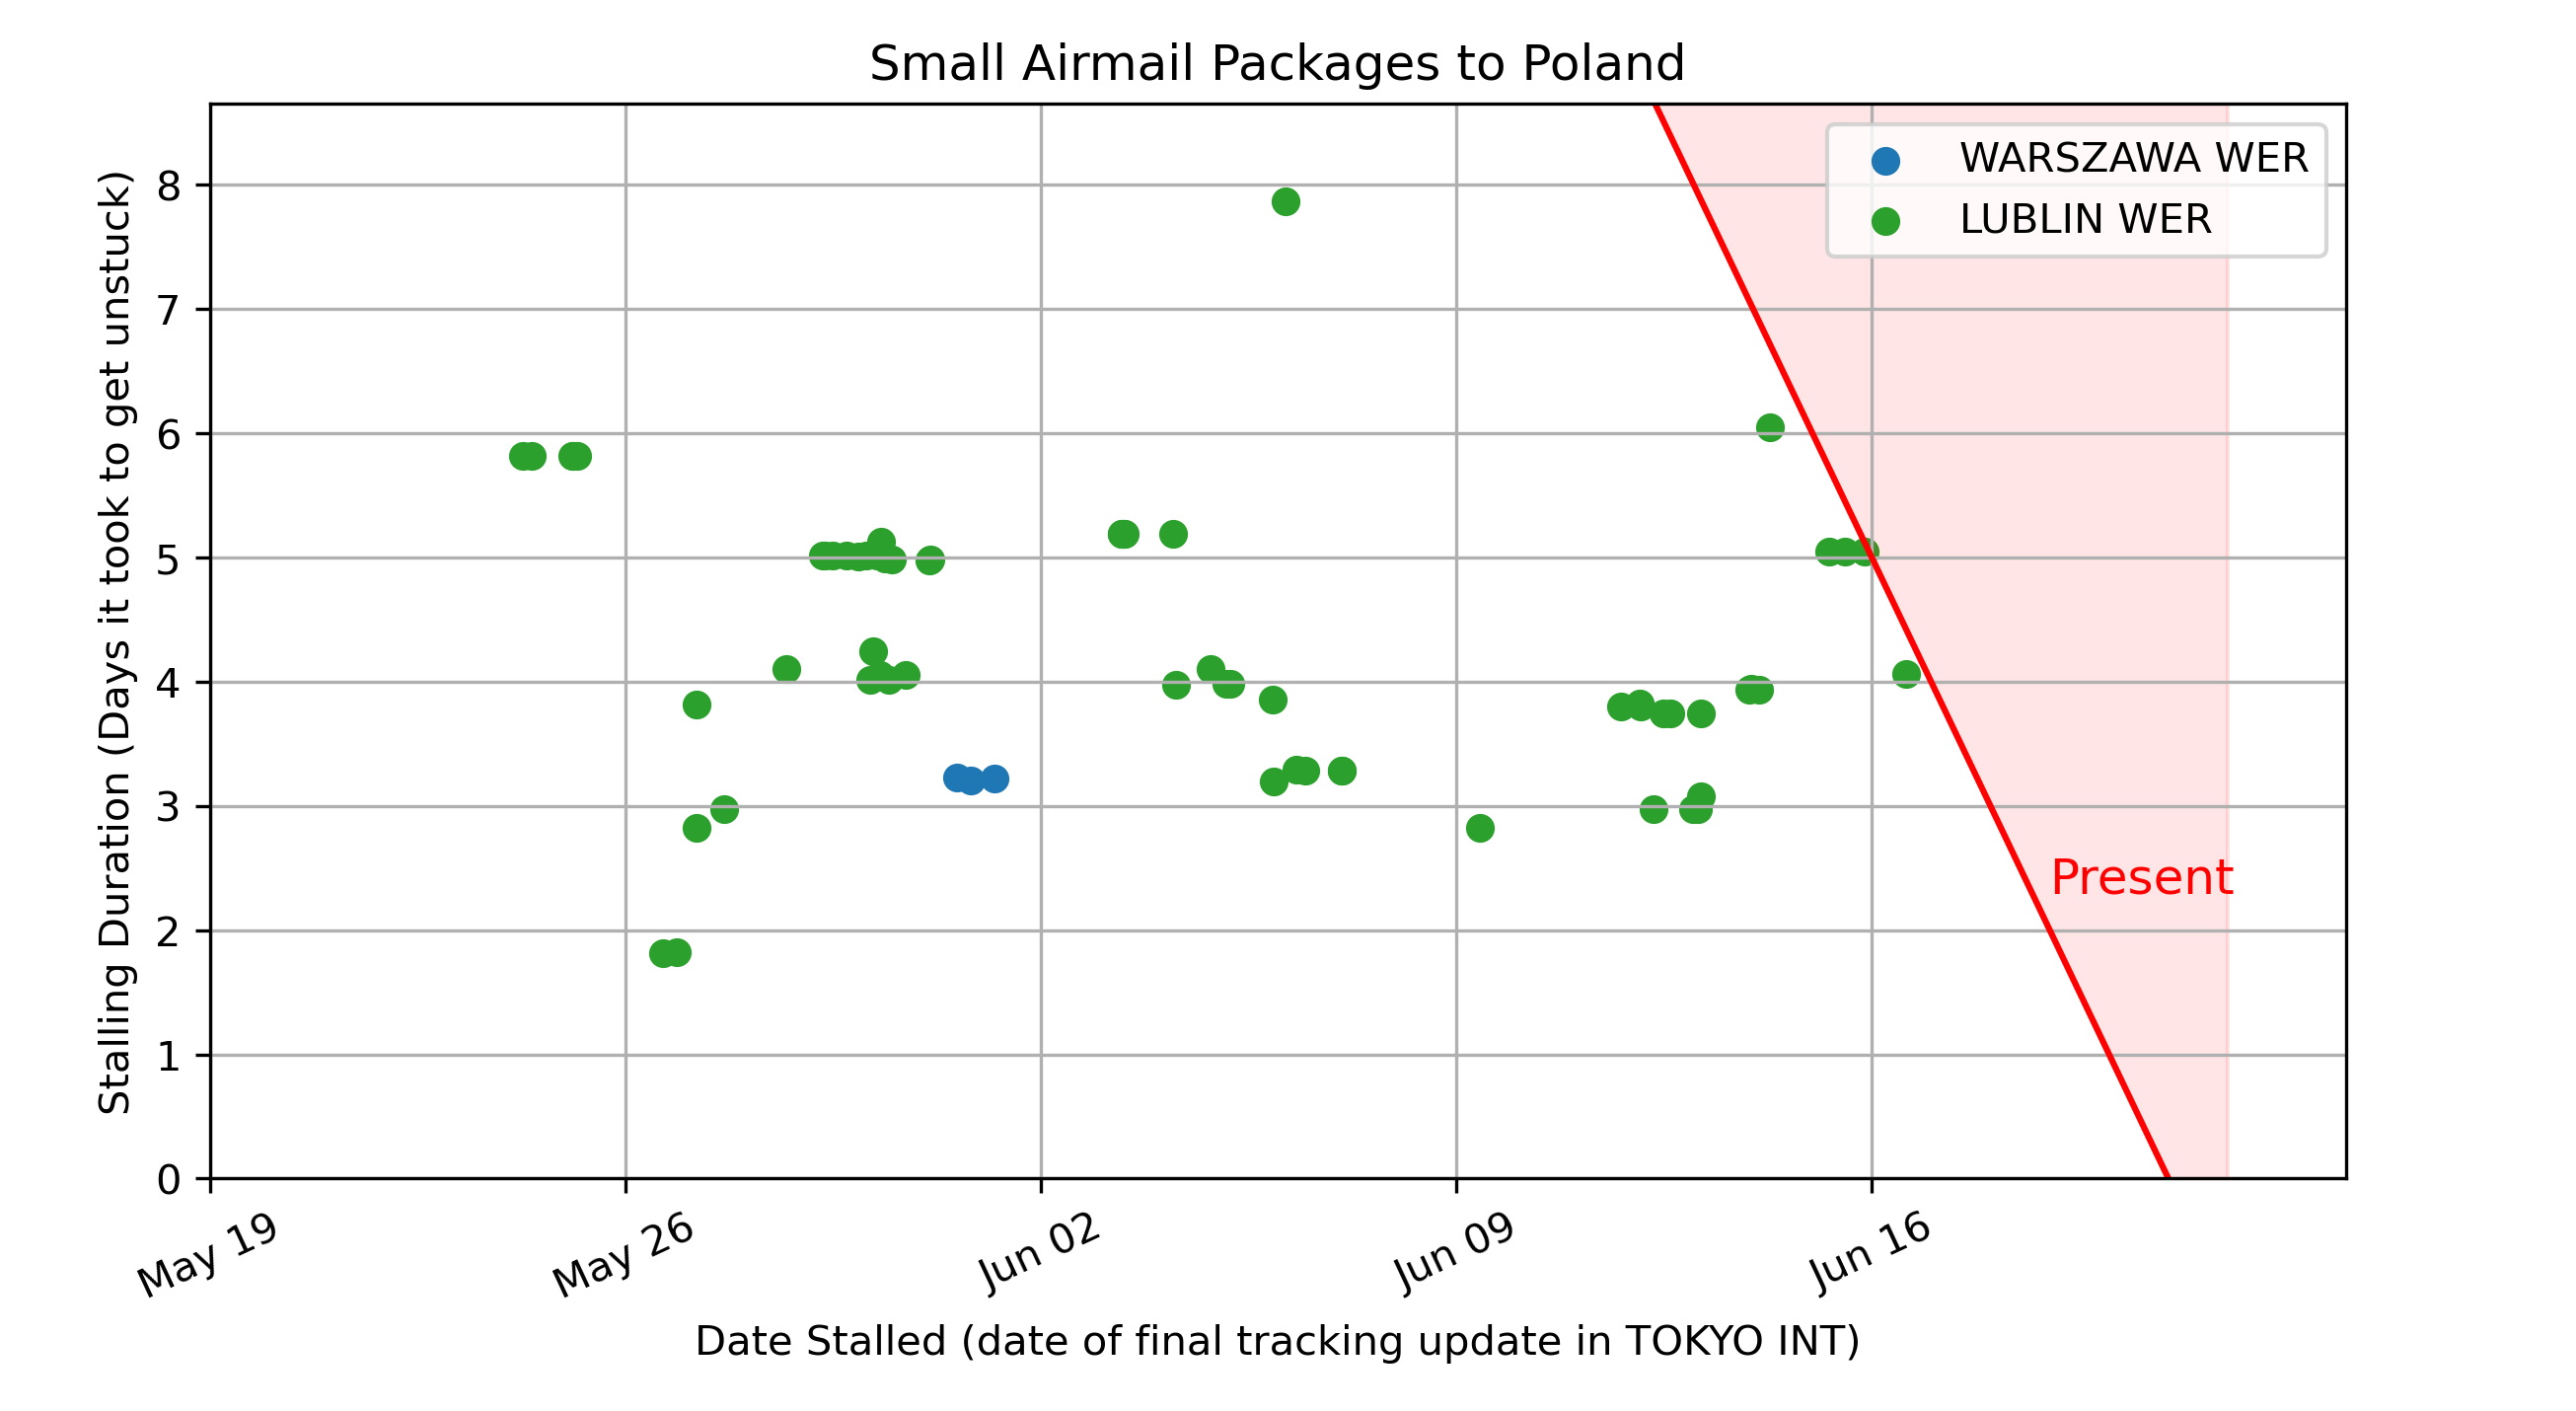 Small Airmail Packages to Poland
Stalling Duration (Days it took to get unstuck)
8
7
6
5
4
3
2
1
0
WARSZAWA WER
LUBLIN WER
Present
May 19
May 26
Jun 02
Jun 09
Jun 16
Date Stalled (date of final tracking update in TOKYO INT)